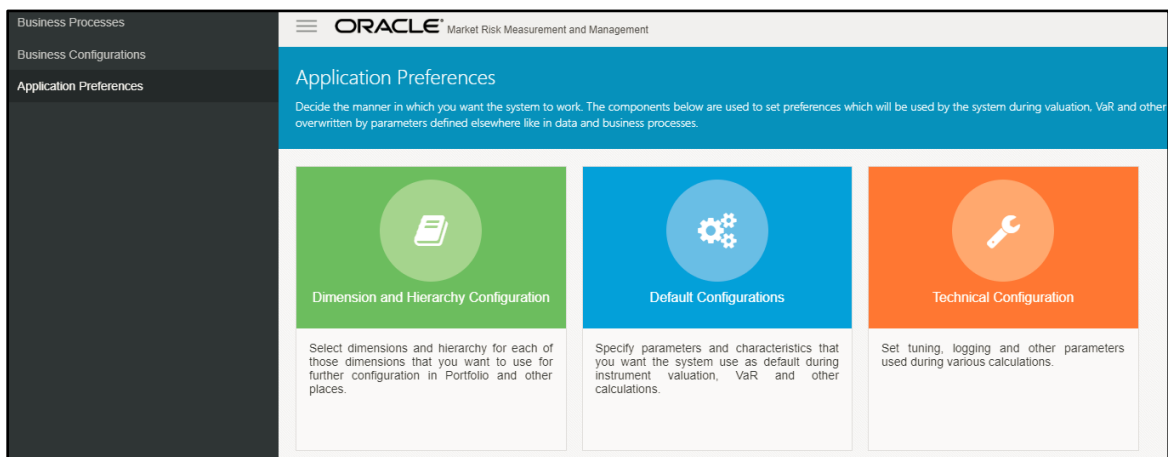 Business Processes
Business Configurations
Application Preferences
ORACLE® Market Risk Measurement and Management
Application Preferences
Decide the manner in which you want the system to work. The components below are used to set preferences which will be used by the system during valuation, VaR and other
overwritten by parameters defined elsewhere like in data and business processes.
Dimension and Hierarchy Configuration
Select dimensions and hierarchy for each of
those dimensions that you want to use for
further configuration in Portfolio and other
places.
Default Configurations
Specify parameters and characteristics that
you want the system use as default during
instrument valuation, VaR and other
calculations.
Technical Configuration
Set tuning, logging and other parameters
used during various calculations.